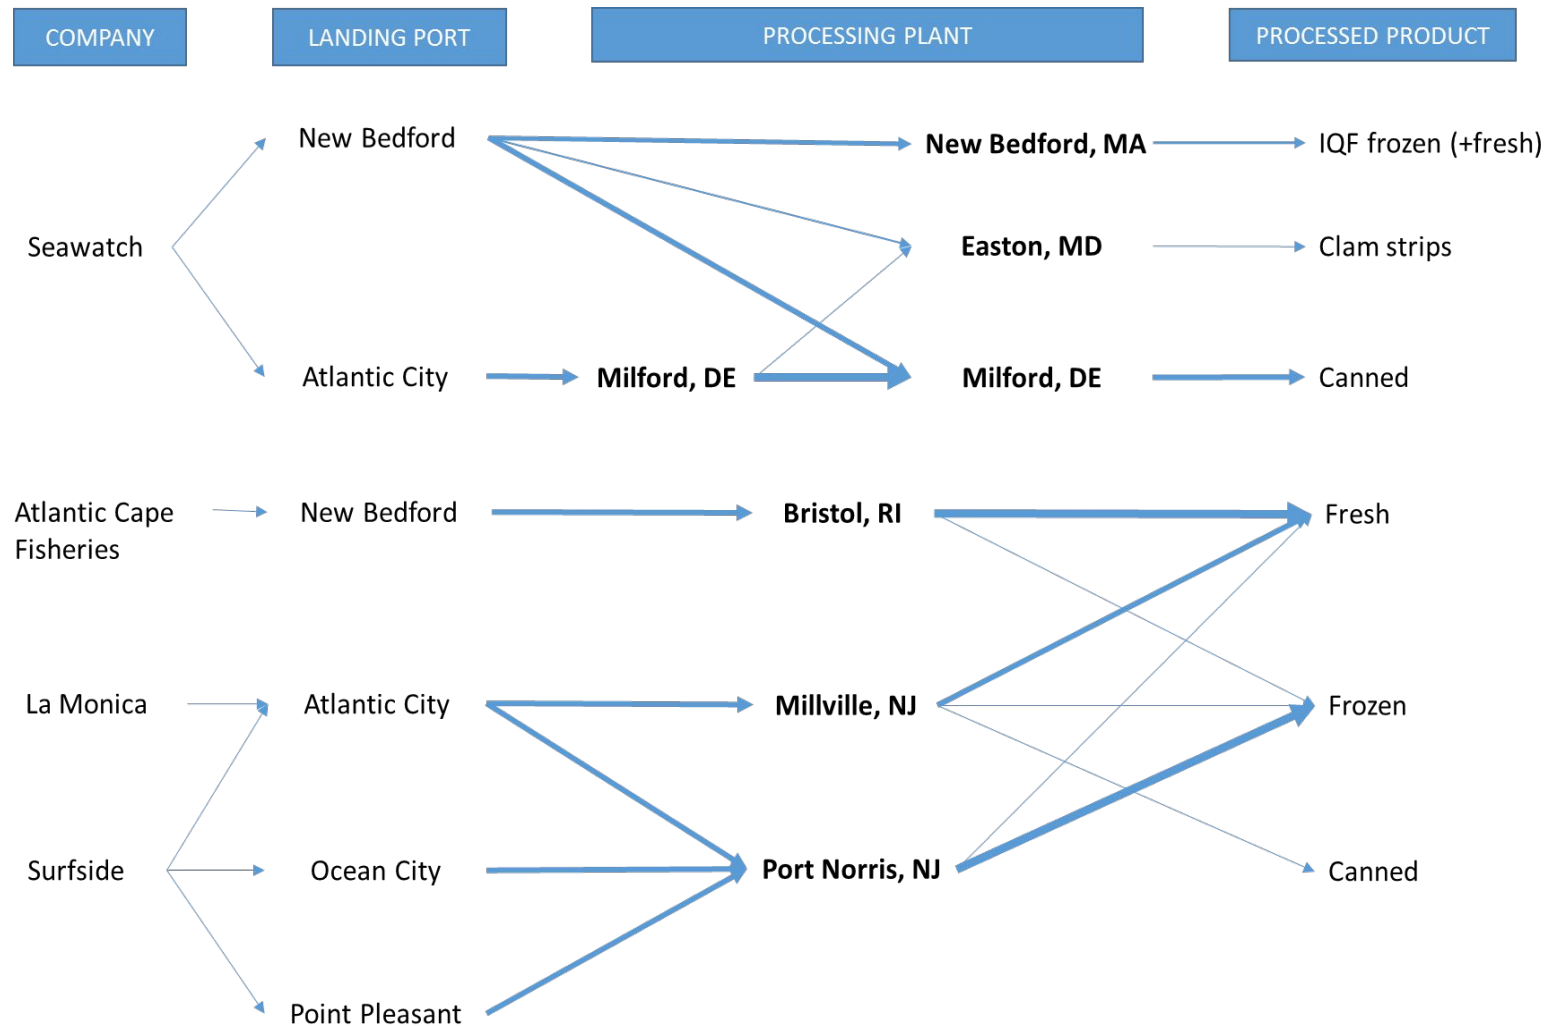 COMPANY
LANDING PORT
PROCESSING PLANT
PROCESSED PRODUCT
New Bedford
New Bedford, MA
IQF frozen (+fresh)
Seawatch
Easton, MD
Clam strips
Atlantic City
Milford, DE
Milford, DE
Canned
Atlantic Cape
Fisheries
New Bedford
Bristol, RI
Fresh
La Monica
Atlantic City
Millville, NJ
Frozen
Surfside
Ocean City
Port Norris, NJ
Canned
Point Pleasant